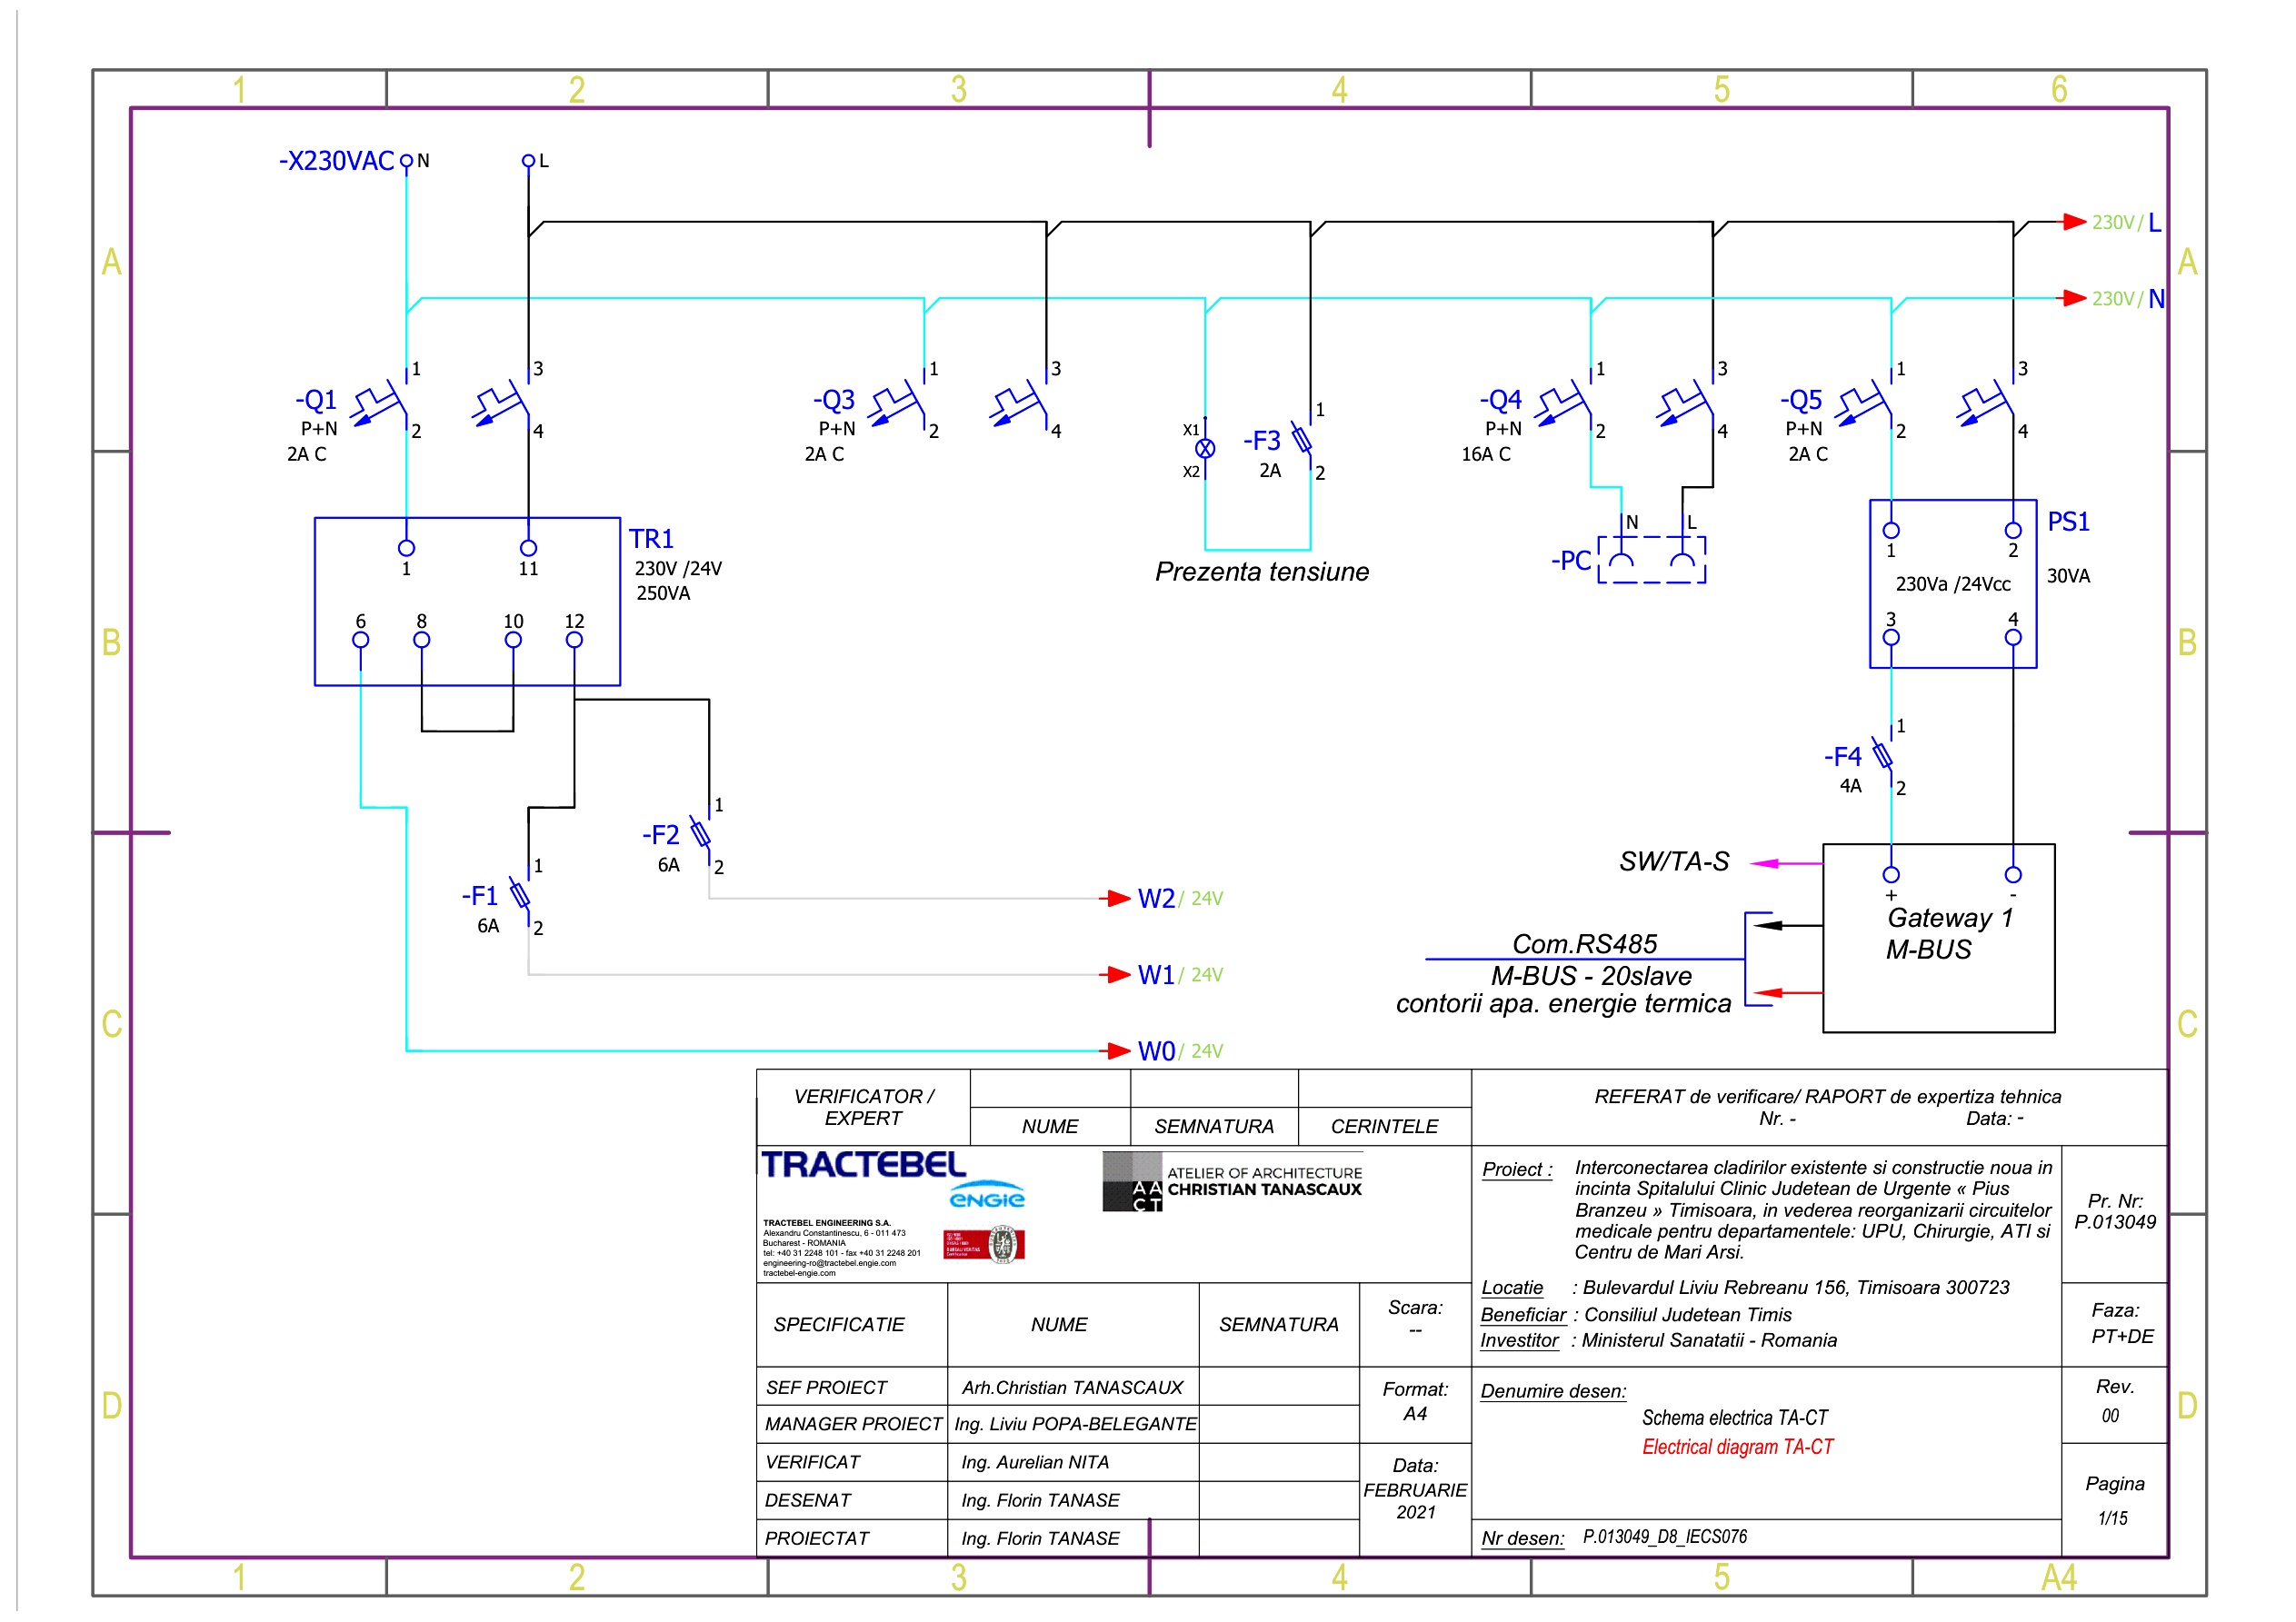 1 2 3 4 5 6
-X230VAC N L
230V/ L
A A
230V/ N
1 3 1 3 1 3 1 3
-Q1 -Q3 -Q4 -Q5
1
P+N 2 4 P+N 2 4 X1 P+N 2 4 P+N 2 4
-F3
2A C 2A C X2 2A 2 16A C 2A C
N L
TR1 PS1
1 11 230V /24V -PC 1 2
Prezenta tensiune
250VA 230Va /24Vcc 30VA
6 8 10 12 3 4
B B
1
-F4
4A 2
1
-F2
6A 2
1
-F1
6A 2
SW/TA-S
+ -
W2/ 24V
Gateway 1
M-BUS
Com.RS485
W1/ 24V
M-BUS - 20slave
contorii apa. energie termica
C C
W0/ 24V
VERIFICATOR /
EXPERT
NUME SEMNATURA CERINTELE
REFERAT de verificare/ RAPORT de expertiza tehnica
Nr. - Data: -
TRACTEBEL
ENGIE
AA
CT
ATELIER OF ARCHITECTURE
CHRISTIAN TANASCAUX
TRACTEBEL ENGINEERING S.A.
Alexandru Constantinescu, 6 - 011 473
Bucharest - ROMANIA
tel: +40 31 2248 101 - fax +40 31 2248 201
engineering-ro@tractebel.engie.com
tractebel-engie.com
Proiect : Interconectarea cladirilor existente si constructie noua in
incinta Spitalului Clinic Judetean de Urgente « Pius
Branzeu » Timisoara, in vederea reorganizarii circuitelor
medicale pentru departamentele: UPU, Chirurgie, ATI si
Centru de Mari Arsi.
Pr. Nr:
P.013049
Locatie : Bulevardul Liviu Rebreanu 156, Timisoara 300723
Beneficiar : Consiliul Judetean Timis
Investitor : Ministerul Sanatatii - Romania
Faza:
PT+DE
SPECIFICATIE NUME SEMNATURA Scara:
--
SEF PROIECT Arh.Christian TANASCAUX
MANAGER PROIECT Ing. Liviu POPA-BELEGANTE
VERIFICAT Ing. Aurelian NITA
DESENAT Ing. Florin TANASE
PROIECTAT Ing. Florin TANASE
Format:
A4
Data:
FEBRUARIE
2021
Denumire desen:
Schema electrica TA-CT
Electrical diagram TA-CT
Rev.
00
Pagina
1/15
Nr desen: P.013049_D8_IECS076
D D
1 2 3 4 5 A4